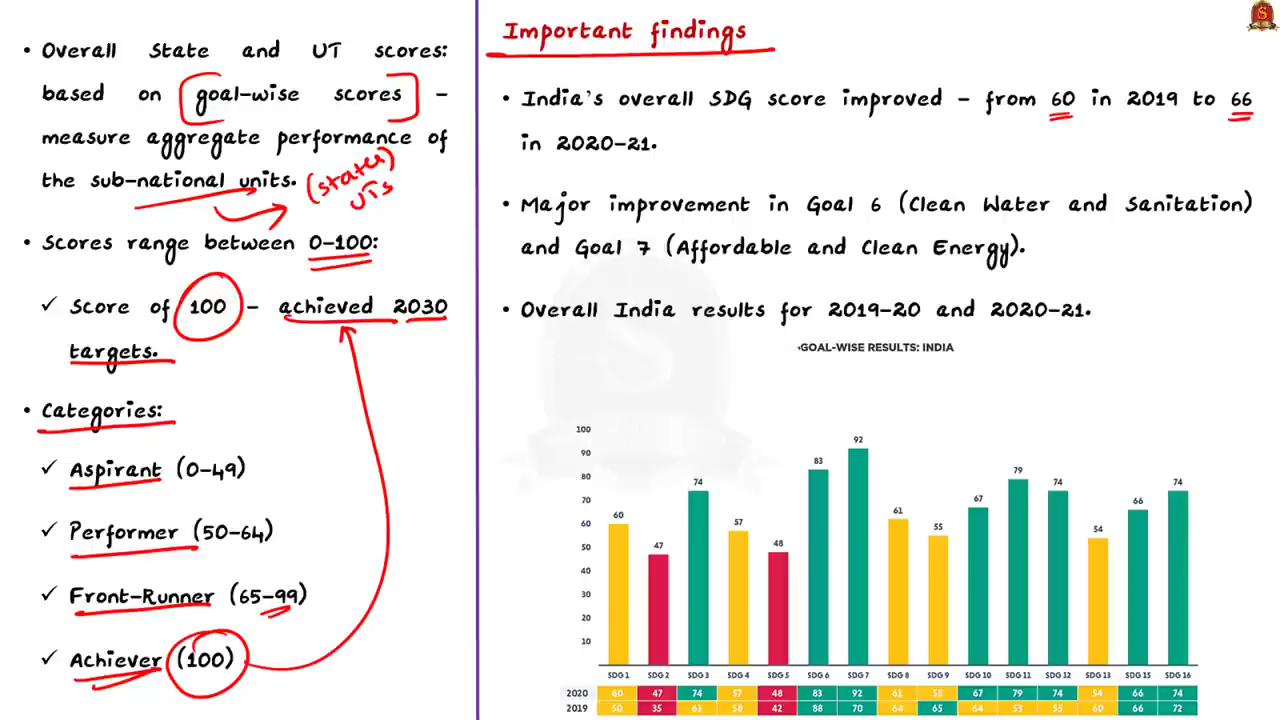 • Overall State and UT scores:
based on goal-wise scores –
measure aggregate performance of
the sub-national units.
(states)
UTs
• Scores range between 0-100:
✓ Score of 100 – achieved 2030
targets.
• Categories:
✓ Aspirant (0-49)
✓ Performer (50-64)
✓ Front-Runner (65-99)
✓ Achiever (100)
Important findings
• India's overall SDG score improved – from 60 in 2019 to 66
in 2020-21.
• Major improvement in Goal 6 (Clean Water and Sanitation)
and Goal 7 (Affordable and Clean Energy).
• Overall India results for 2019-20 and 2020-21.
GOAL-WISE RESULTS: INDIA
100
90
80
70
60
50
40
30
20
10
60 47 74 57 48 83 92 61 55 67 79 74 54 66 74
SDG 1 SDG 2 SDG 3 SDG 4 SDG 5 SDG 6 SDG 7 SDG 8 SDG 9 SDG 10 SDG 11 SDG 12 SDG 13 SDG 15 SDG 16
2020 60 47 74 57 48 83 92 61 55 67 79 74 54 66 74
2019 50 35 61 58 42 88 70 64 65 64 53 55 60 66 72
S